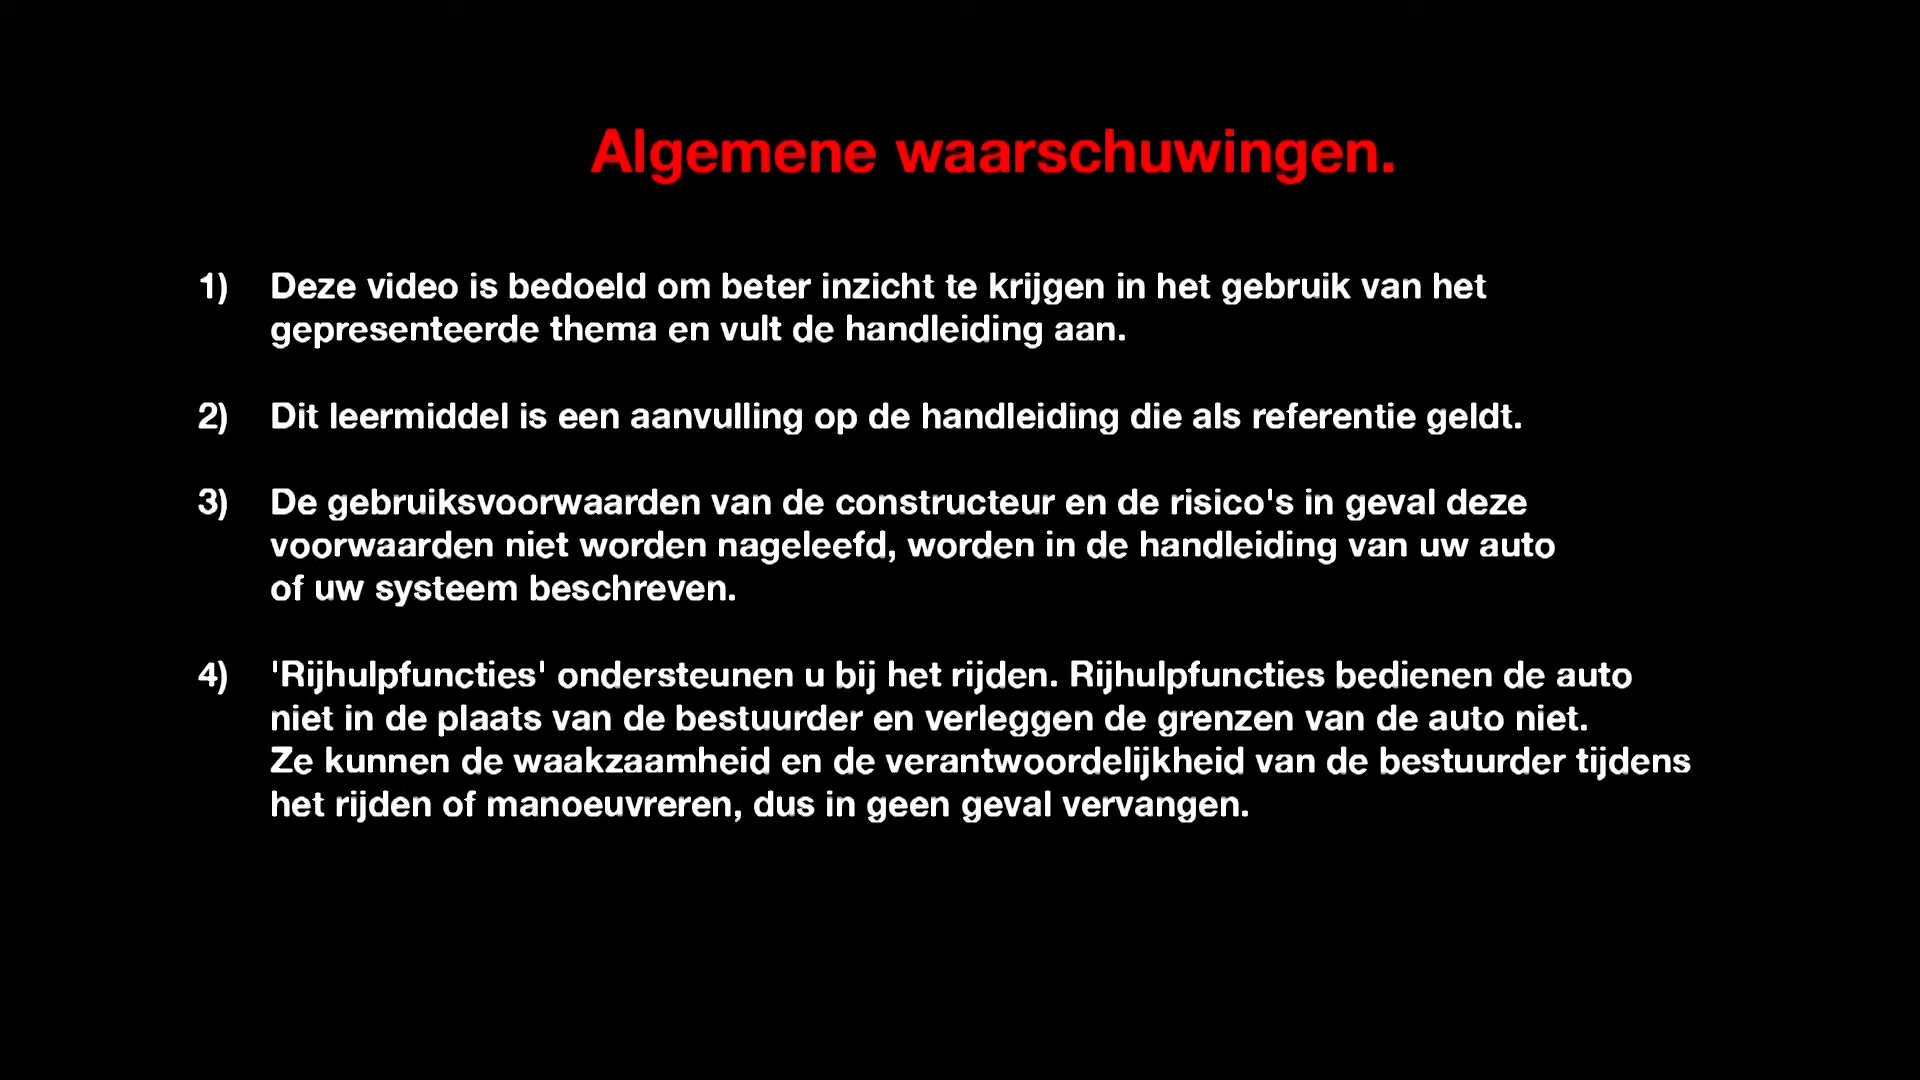 Algemene waarschuwingen.
1) Deze video is bedoeld om beter inzicht te krijgen in het gebruik van het
gepresenteerde thema en vult de handleiding aan.
2) Dit leermiddel is een aanvulling op de handleiding die als referentie geldt.
3) De gebruiksvoorwaarden van de constructeur en de risico's in geval deze
voorwaarden niet worden nageleefd, worden in de handleiding van uw auto
of uw systeem beschreven.
4) 'Rijhulpfuncties' ondersteunen u bij het rijden. Rijhulpfuncties bedienen de auto
niet in de plaats van de bestuurder en verleggen de grenzen van de auto niet.
Ze kunnen de waakzaamheid en de verantwoordelijkheid van de bestuurder tijdens
het rijden of manoeuvreren, dus in geen geval vervangen.